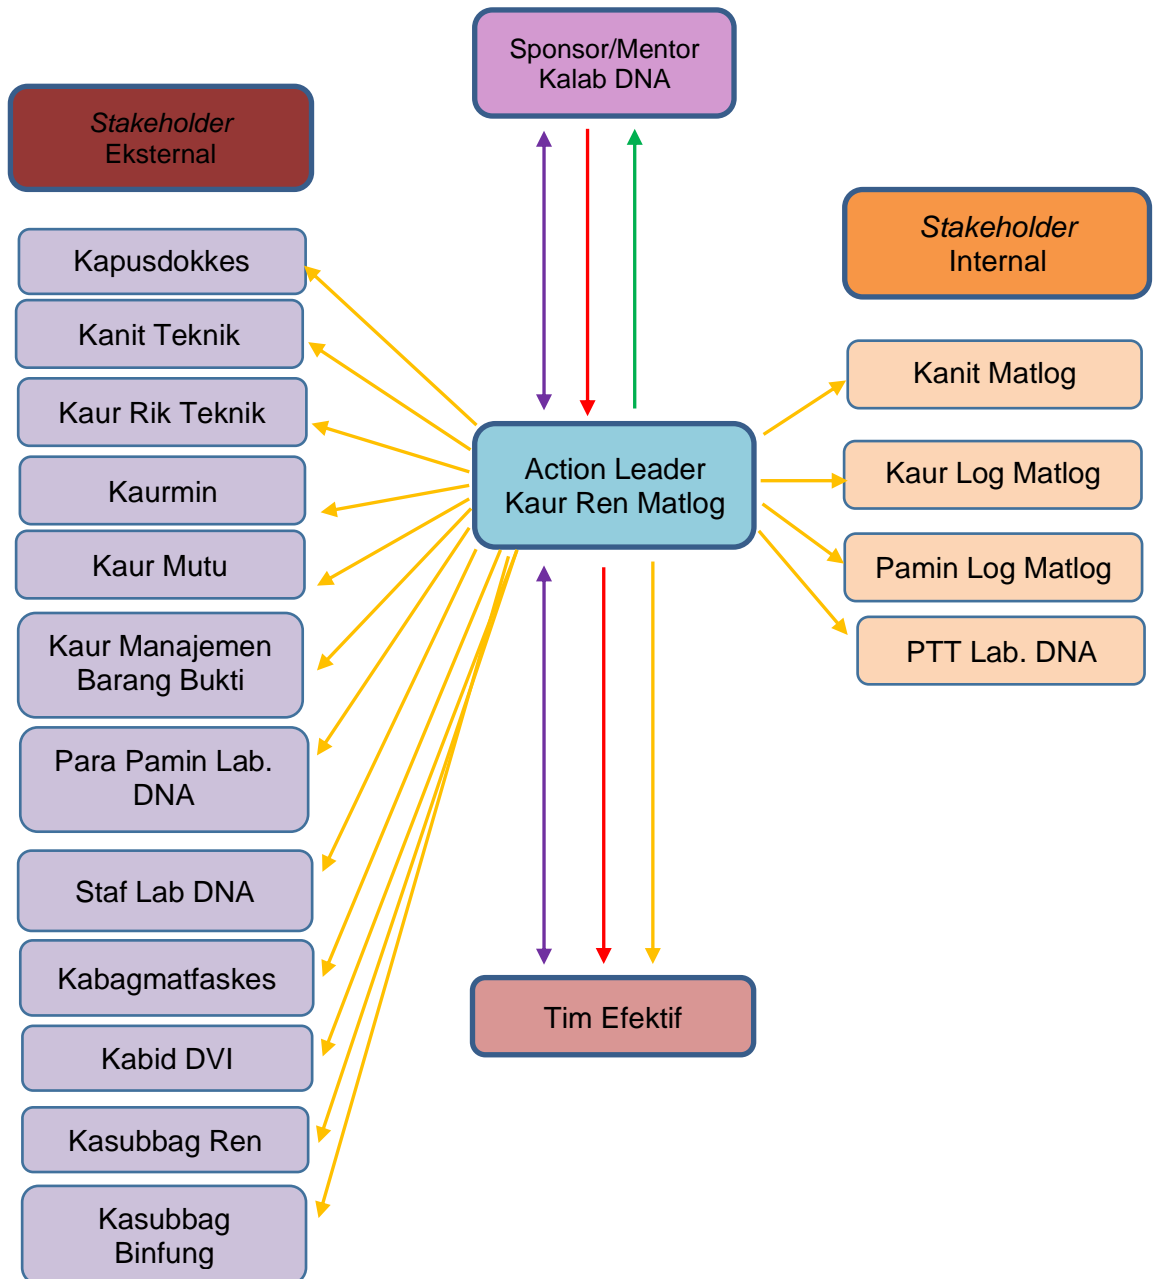 Sponsor/Mentor
Kalab DNA
Stakeholder
Eksternal
Stakeholder
Internal
Kapusdokkes
Kanit Teknik
Kaur Rik Teknik
Kaurmin
Kaur Mutu
Kaur Manajemen
Barang Bukti
Para Pamin Lab.
DNA
Staf Lab DNA
Kabagmatfaskes
Kabid DVI
Kasubbag Ren
Kasubbag
Binfung
Action Leader
Kaur Ren Matlog
Tim Efektif
Kanit Matlog
Kaur Log Matlog
Pamin Log Matlog
PTT Lab. DNA